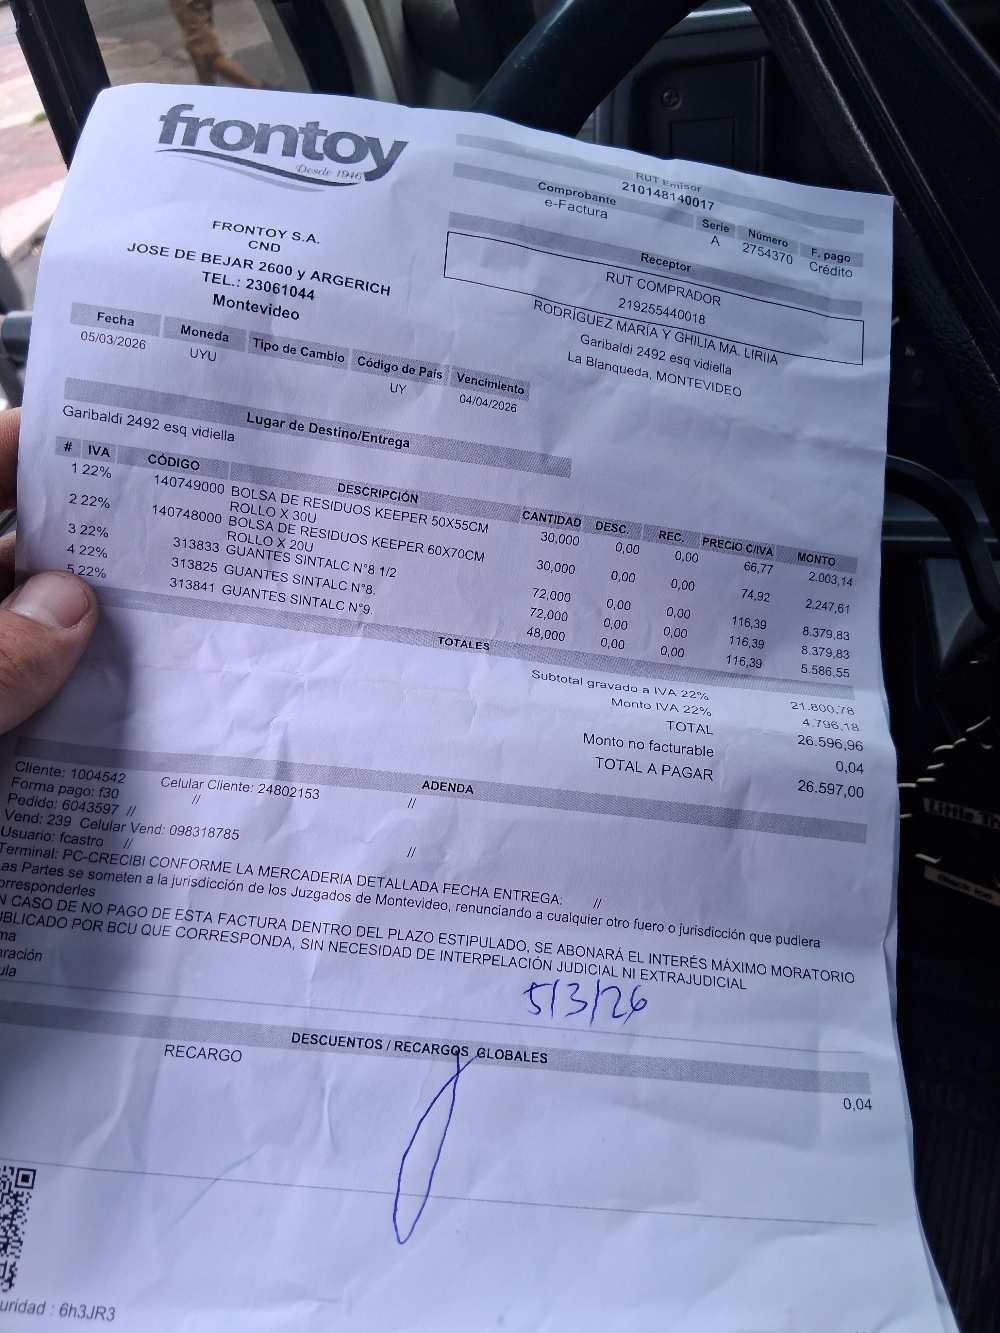 frontoy
Desde 1946
RUT Emisor
210148140017
Comprobante Serie Número F. pago
e-Factura A 2754370 Crédito
FRONTOY S.A.
CND
JOSE DE BEJAR 2600 y ARGERICH
TEL.: 23061044
Montevideo
Receptor
RUT COMPRADOR
219255440018
RODRÍGUEZ MARÍA Y GHILIA MA. LIRIIA
Garibaldi 2492 esq vidiella
La Blanqueda, MONTEVIDEO
Fecha Moneda Tipo de Cambio Código de País Vencimiento
05/03/2026 UYU UY 04/04/2026
Lugar de Destino/Entrega
Garibaldi 2492 esq vidiella
# IVA CÓDIGO DESCRIPCIÓN CANTIDAD DESC. REC. PRECIO C/IVA MONTO
1 22% 140749000 BOLSA DE RESIDUOS KEEPER 50X55CM 30,000 0,00 0,00 66,77 2.003,14
ROLLO X 30U
2 22% 140748000 BOLSA DE RESIDUOS KEEPER 60X70CM 30,000 0,00 0,00 74,92 2.247,61
ROLLO X 20U
3 22% 313833 GUANTES SINTALC N°8 1/2 72,000 0,00 0,00 116,39 8.379,83
4 22% 313825 GUANTES SINTALC N°8. 72,000 0,00 0,00 116,39 8.379,83
5 22% 313841 GUANTES SINTALC N°9. 48,000 0,00 0,00 116,39 5.586,55
TOTALES
Subtotal gravado a IVA 22% 21.800,78
Monto IVA 22% 4.796,18
TOTAL 26.596,96
Monto no facturable 0,04
TOTAL A PAGAR 26.597,00
ADENDA
Cliente: 1004542 Celular Cliente: 24802153 //
Forma pago: f30 //
Pedido: 6043597 //
Vend: 239 Celular Vend: 098318785 //
Usuario: fcastro //
Terminal: PC-CRECIBI CONFORME LA MERCADERIA DETALLADA FECHA ENTREGA: //
as Partes se someten a la jurisdicción de los Juzgados de Montevideo, renunciando a cualquier otro fuero o jurisdicción que pudiera
orresponderles
N CASO DE NO PAGO DE ESTA FACTURA DENTRO DEL PLAZO ESTIPULADO, SE ABONARÁ EL INTERÉS MÁXIMO MORATORIO
UBLICADO POR BCU QUE CORRESPONDA, SIN NECESIDAD DE INTERPELACIÓN JUDICIAL NI EXTRAJUDICIAL
ma
aración
ula
5/3/26
DESCUENTOS / RECARGOS GLOBALES
RECARGO 0,04
uridad : 6h3JR3
Little Tr
Black Ice